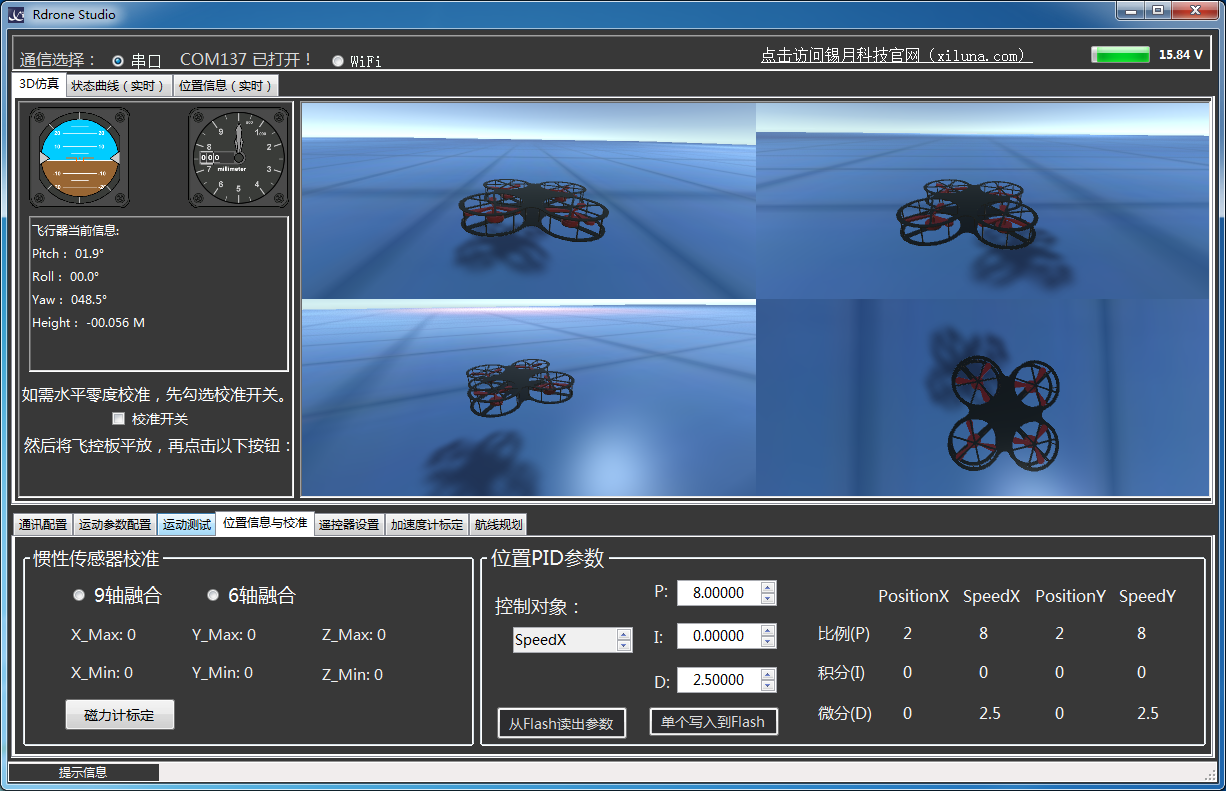 Rdrone Studio
通信选择： 串口 COM137 已打开！ WiFi 点击访问锡月科技官网（xiluna.com） 15.84 V
3D仿真 状态曲线（实时） 位置信息（实时）
飞行器当前信息:
Pitch： 01.9°
Roll： 00.0°
Yaw： 048.5°
Height： -00.056 M
如需水平零度校准，先勾选校准开关。
校准开关
然后将飞控板平放，再点击以下按钮：
通讯配置 运动参数配置 运动测试 位置信息与校准 遥控器设置 加速度计标定 航线规划
惯性传感器校准
9轴融合 6轴融合
X_Max: 0 Y_Max: 0 Z_Max: 0
X_Min: 0 Y_Min: 0 Z_Min: 0
磁力计标定
位置PID参数
控制对象：
SpeedX
P: 8.00000
I: 0.00000
D: 2.50000
从Flash读出参数 单个写入到Flash
PositionX SpeedX PositionY SpeedY
比例(P) 2 8 2 8
积分(I) 0 0 0 0
微分(D) 0 2.5 0 2.5
提示信息